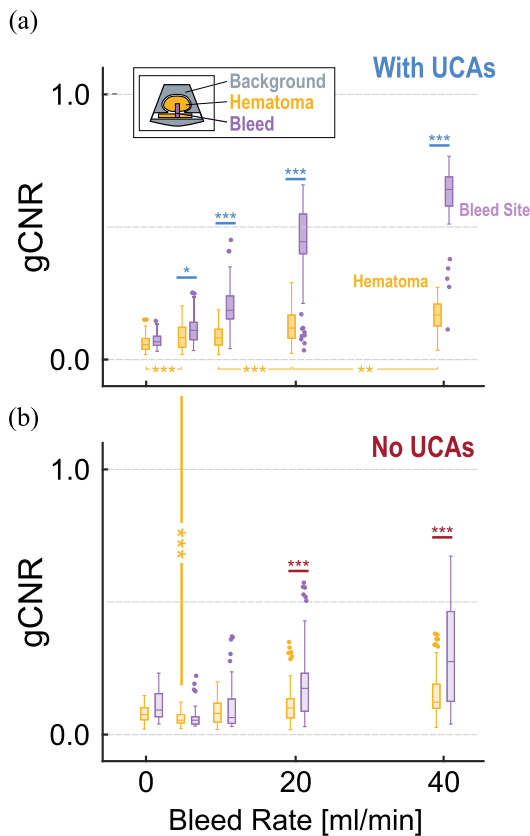 (a)
With UCAs
1.0
Background
Hematoma
Bleed
***
***
***
*
Bleed Site
Hematoma
gCNR
0.0
***
***
**
(b)
No UCAs
1.0
***
***
***
gCNR
0.0
0
20
40
Bleed Rate [ml/min]